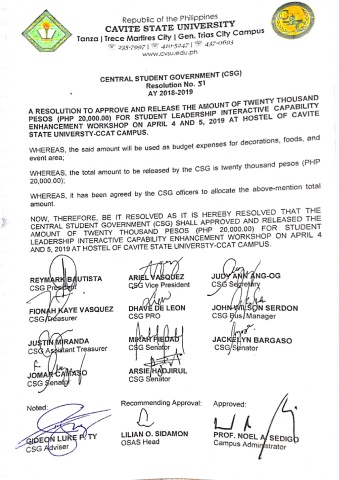 Republic of the Philippines
CAVITE STATE UNIVERSITY
Tanza | Trece Martires City | Gen. Trias City Campus
☎ 235-7997 | ☎ 410-5247 | ☎ 437-0693
www.cvsu.edu.ph
CENTRAL STUDENT GOVERNMENT (CSG)
Resolution No. 51
AY 2018-2019
A RESOLUTION TO APPROVE AND RELEASE THE AMOUNT OF TWENTY THOUSAND
PESOS (PHP 20,000.00) FOR STUDENT LEADERSHIP INTERACTIVE CAPABILITY
ENHANCEMENT WORKSHOP ON APRIL 4 AND 5, 2019 AT HOSTEL OF CAVITE
STATE UNIVERSITY-CCAT CAMPUS.
WHEREAS, the said amount will be used as budget expenses for decorations, foods, and
event area;
WHEREAS, the total amount to be released by the CSG is twenty thousand pesos (PHP
20,000.00);
WHEREAS, it has been agreed by the CSG officers to allocate the above-mention total
amount.
NOW, THEREFORE, BE IT RESOLVED AS IT IS HEREBY RESOLVED THAT THE
CENTRAL STUDENT GOVERNMENT (CSG) SHALL APPROVED AND RELEASED THE
AMOUNT OF TWENTY THOUSAND PESOS (PHP 20,000.00) FOR STUDENT
LEADERSHIP INTERACTIVE CAPABILITY ENHANCEMENT WORKSHOP ON APRIL 4
AND 5, 2019 AT HOSTEL OF CAVITE STATE UNIVERSTY-CCAT CAMPUS.
REYMARK BAUTISTA ARIEL VASQUEZ JUDY ANN ANG-OG
CSG President CSG Vice President CSG Secretary
FIONAH KAYE VASQUEZ DHAVE DE LEON JOHN WILSON SERDON
CSG Treasurer CSG PRO CSG Bus. Manager
JUSTIN MIRANDA MIKAH PIEDAD JACKELYN BARGASO
CSG Assistant Treasurer CSG Senator CSG Senator
JOMAR CAMASO ARSIE HADJIRUL
CSG Senator CSG Senator
Noted: Recommending Approval: Approved:
GIDEON LUKE P. TY LILIAN O. SIDAMON PROF. NOEL A. SEDIGO
CSG Adviser OSAS Head Campus Administrator